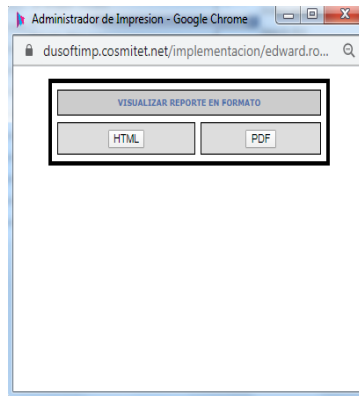 Administrador de Impresion - Google Chrome
dusoftimp.cosmitet.net/implementacion/edward.ro...
VISUALIZAR REPORTE EN FORMATO
HTML PDF